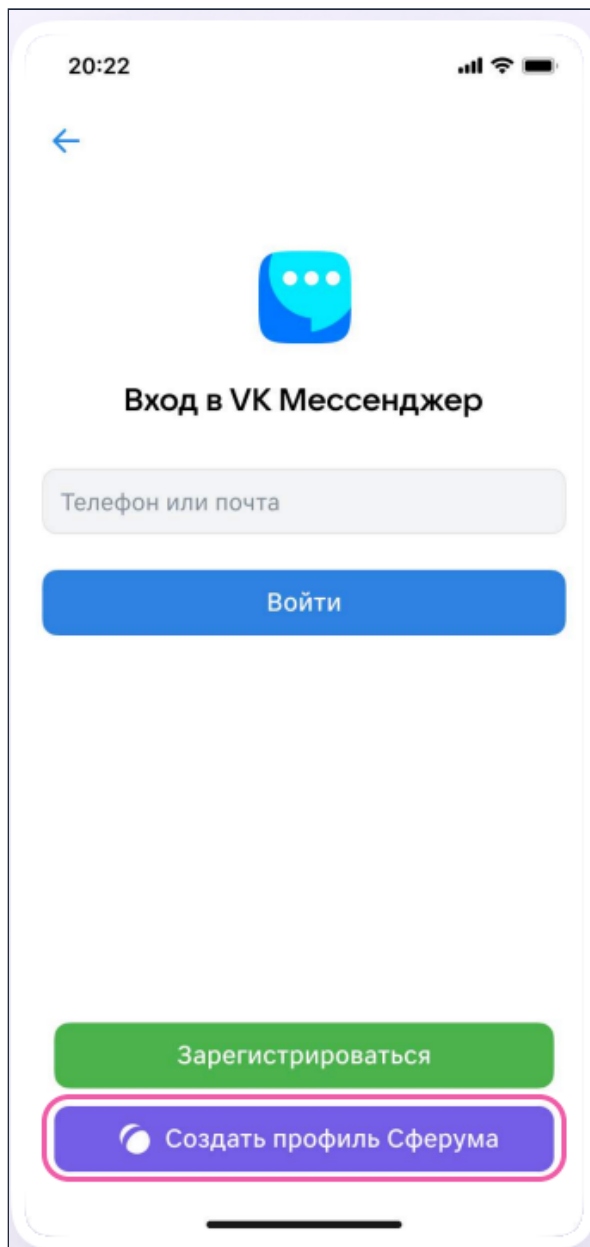 20:22
Вход в VK Мессенджер
Телефон или почта
Войти
Зарегистрироваться
Создать профиль Сферума